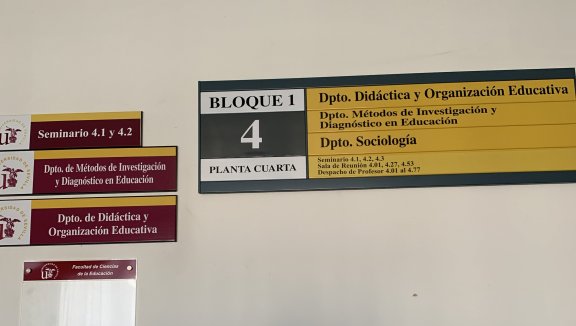 Seminario 4.1 y 4.2
Dpto. de Métodos de Investigación
y Diagnóstico en Educación
Dpto. de Didáctica y
Organización Educativa
Facultad de Ciencias
de la Educación
BLOQUE 1
4
PLANTA CUARTA
Dpto. Didáctica y Organización Educativa
Dpto. Métodos de Investigación y
Diagnóstico en Educación
Dpto. Sociología
Seminario 4.1, 4.2, 4.3
Sala de Reunión 4.01, 4.27, 4.53
Despacho de Profesor 4.01 al 4.77